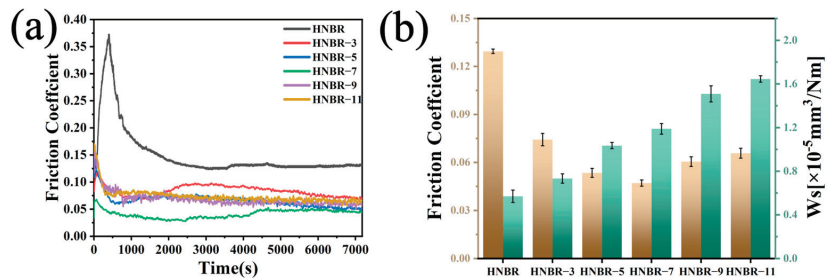 (a)
Friction Coeffcient
0.40
0.35
0.30
0.25
0.20
0.15
0.10
0.05
0.00
HNBR
HNBR-3
HNBR-5
HNBR-7
HNBR-9
HNBR-11
0 1000 2000 3000 4000 5000 6000 7000
Time(s)
(b)
Friction Coeffcient
0.15
0.12
0.09
0.06
0.03
HNBR HNBR-3 HNBR-5 HNBR-7 HNBR-9 HNBR-11
2.0
1.6
1.2
0.8
0.4
0.0
Ws[×10-5mm3/Nm]